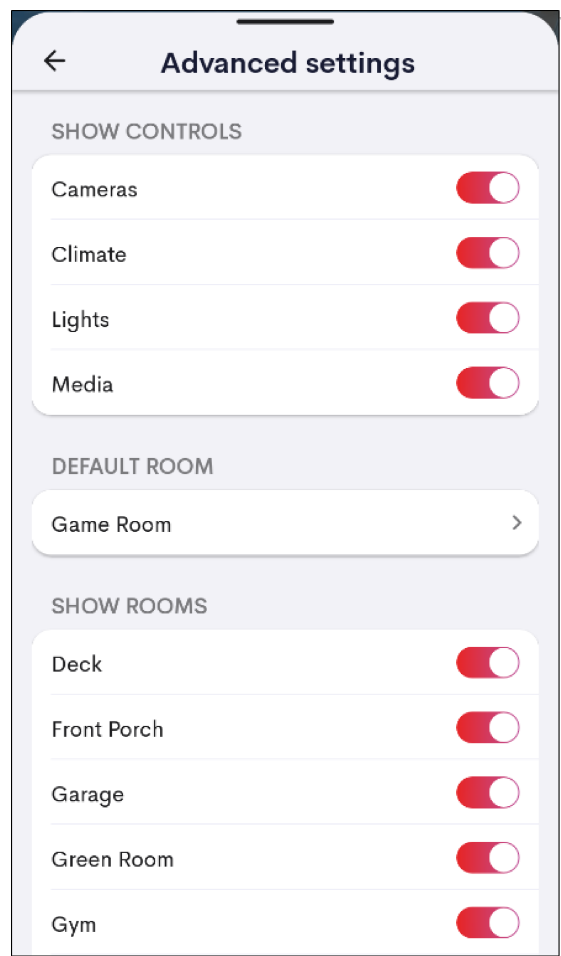 Advanced settings
SHOW CONTROLS
Cameras
Climate
Lights
Media
DEFAULT ROOM
Game Room
SHOW ROOMS
Deck
Front Porch
Garage
Green Room
Gym